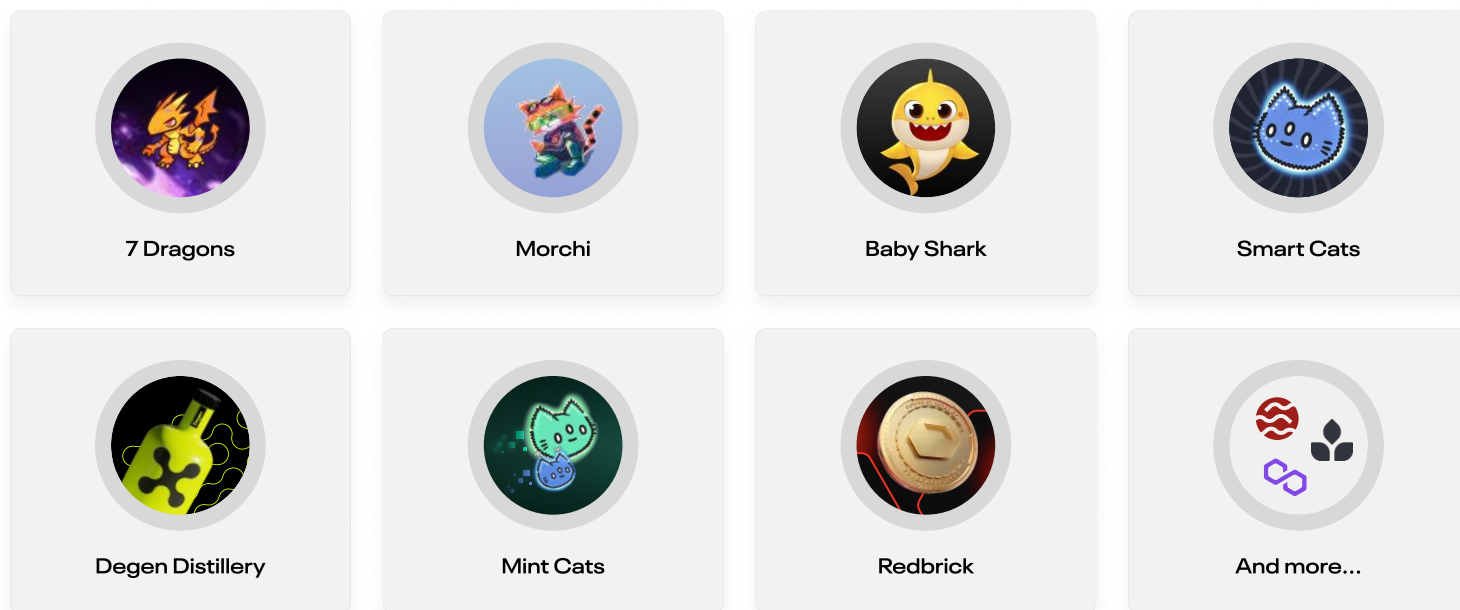 7 Dragons
Morchi
Baby Shark
Smart Cats
Degen Distillery
Mint Cats
Redbrick
And more...